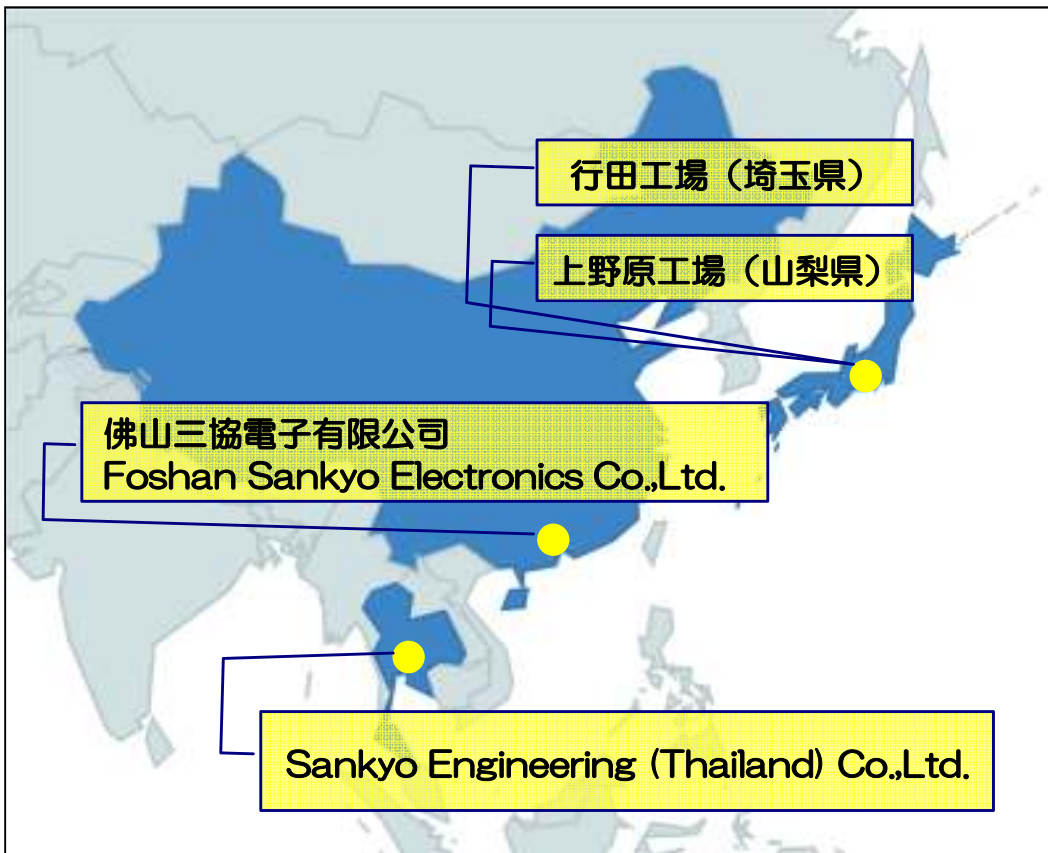 行田工場（埼玉県）
上野原工場（山梨県）
佛山三協電子有限公司
Foshan Sankyo Electronics Co.,Ltd.
Sankyo Engineering (Thailand) Co.,Ltd.